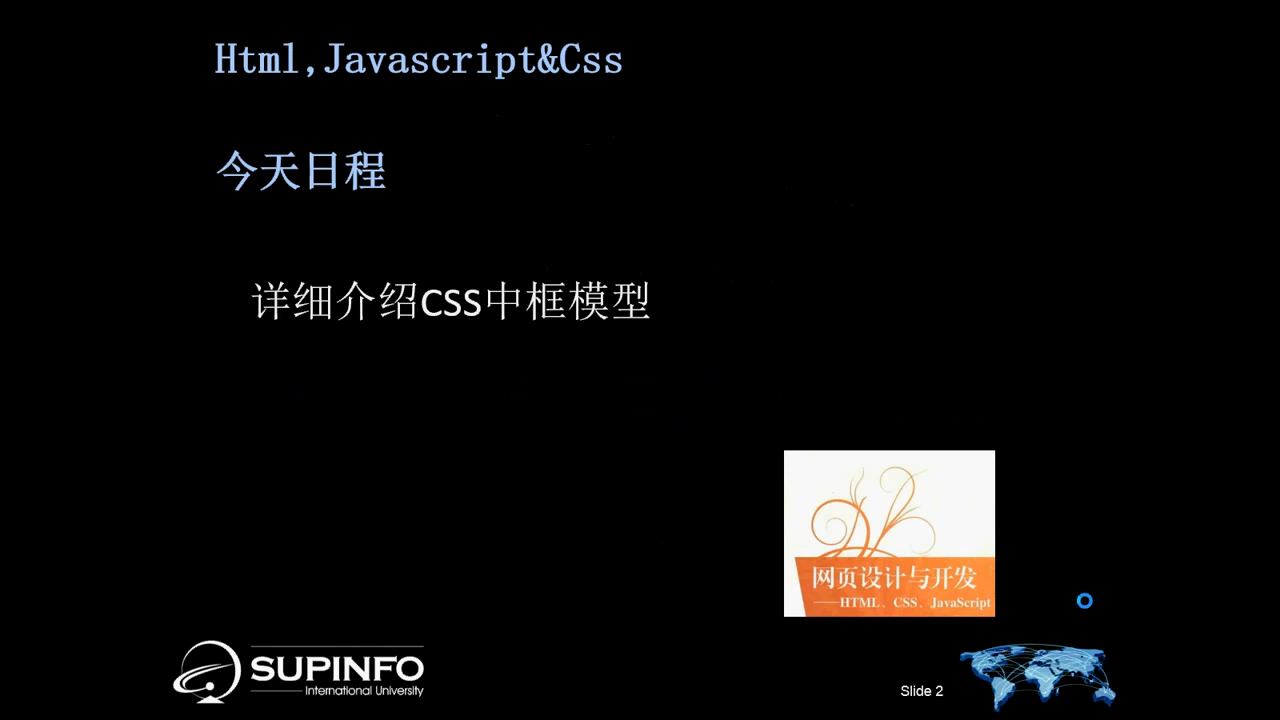 Html,Javascript&Css
今天日程
详细介绍CSS中框模型
网页设计与开发
——HTML、CSS、JavaScript
SUPINFO
International University
Slide 2